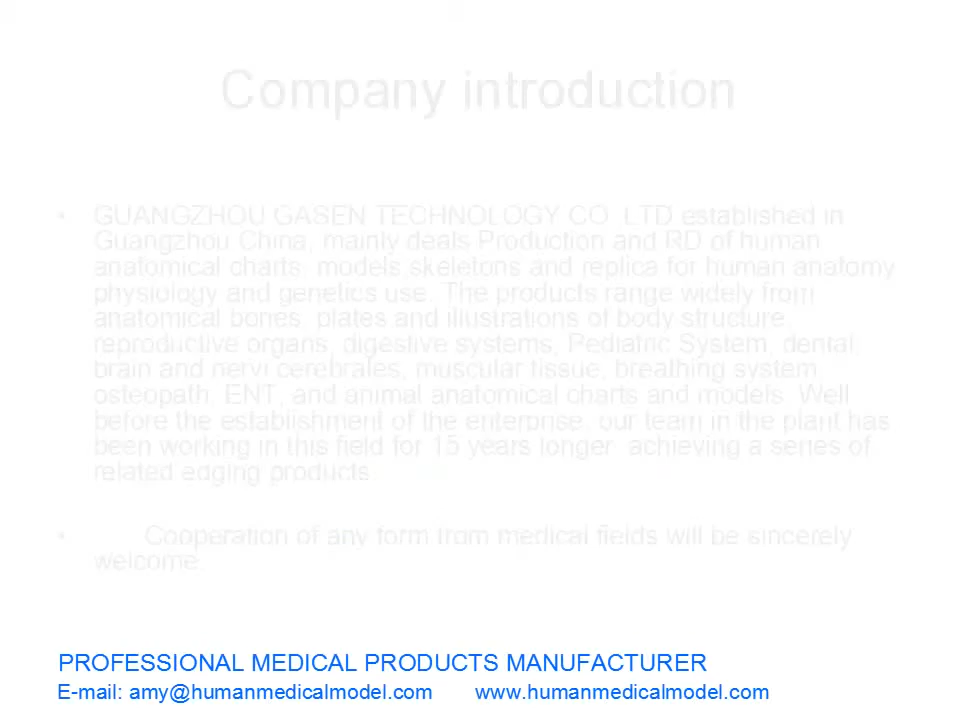 Company introduction
• GUANGZHOU GASEN TECHNOLOGY CO. LTD established in
Guangzhou China, mainly deals Production and RD of human
anatomical charts, models,skeletons and replica for human anatomy
physiology and genetics use. The products range widely from
anatomical bones, plates and illustrations of body structure,
reproductive organs, digestive systems, Pediatric System, dental,
brain and nervi cerebrales, muscular tissue, breathing system,
osteopath, ENT, and animal anatomical charts and models. Well
before the establishment of the enterprise, our team in the plant has
been working in this field for 15 years longer, achieving a series of
related edging products.
• Cooperation of any form from medical fields will be sincerely
welcome.
PROFESSIONAL MEDICAL PRODUCTS MANUFACTURER
E-mail: amy@humanmedicalmodel.com www.humanmedicalmodel.com